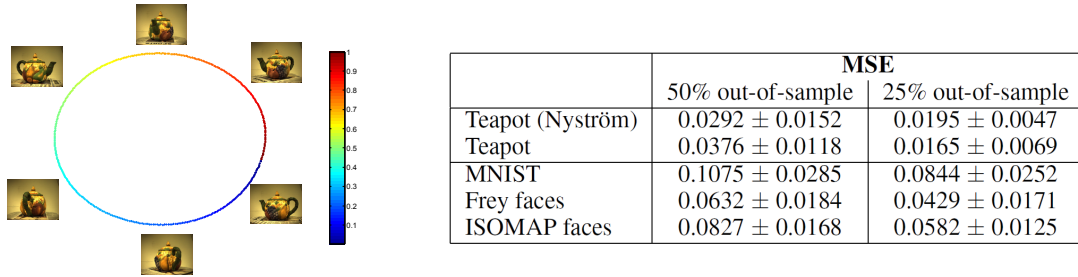 1
0.9
0.8
0.7
0.6
0.5
0.4
0.3
0.2
0.1
MSE
50% out-of-sample 25% out-of-sample
Teapot (Nyström) 0.0292 ± 0.0152 0.0195 ± 0.0047
Teapot 0.0376 ± 0.0118 0.0165 ± 0.0069
MNIST 0.1075 ± 0.0285 0.0844 ± 0.0252
Frey faces 0.0632 ± 0.0184 0.0429 ± 0.0171
ISOMAP faces 0.0827 ± 0.0168 0.0582 ± 0.0125